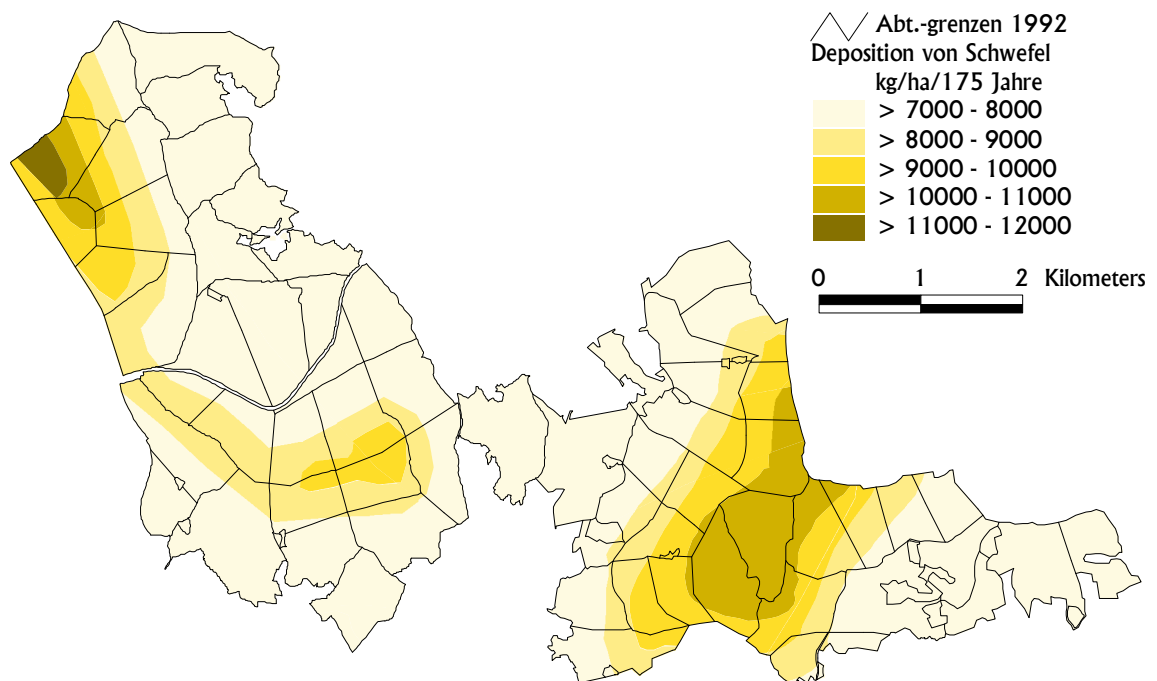 Abt.-grenzen 1992
Deposition von Schwefel
kg/ha/175 Jahre
> 7000 - 8000
> 8000 - 9000
> 9000 - 10000
> 10000 - 11000
> 11000 - 12000
0 1 2 Kilometers